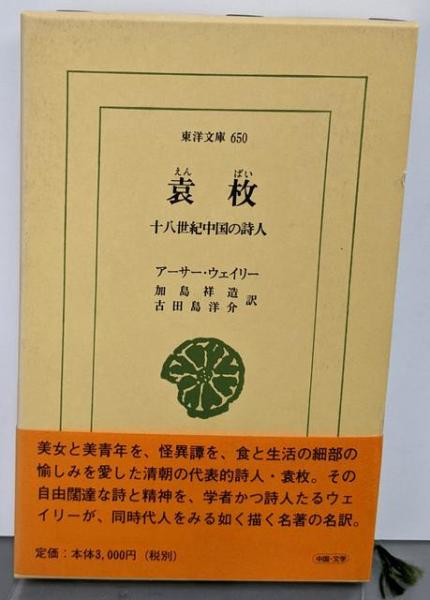 東洋文庫 650
えん ばい
袁 枚
十八世紀中国の詩人
アーサー・ウェイリー
加島祥造
古田島洋介
訳
美女と美青年を、怪異譚を、食と生活の細部の
愉しみを愛した清朝の代表的詩人・袁枚。その
自由闊達な詩と精神を、学者かつ詩人たるウェ
イリーが、同時代人をみる如く描く名著の名訳。
定価：本体3,000円（税別）
中国・文学